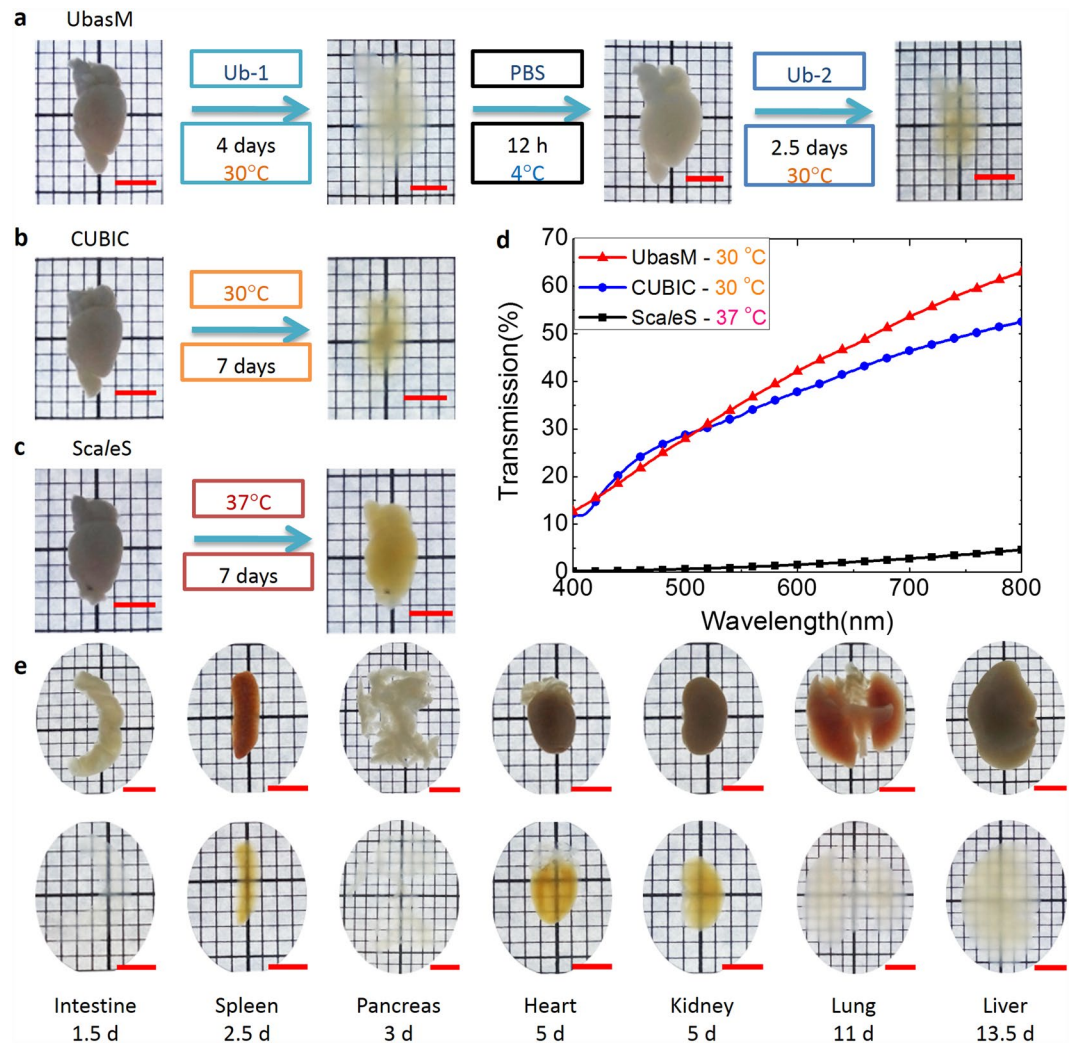 a
UbasM
Ub-1
4 days
30°C
PBS
12 h
4°C
Ub-2
2.5 days
30°C
b
CUBIC
30°C
7 days
c
ScaleS
37°C
7 days
d
70
60
50
40
30
20
10
0
Transmission(%)
UbasM - 30 °C
CUBIC - 30 °C
ScaleS - 37 °C
400 500 600 700 800
Wavelength(nm)
e
Intestine Spleen Pancreas Heart Kidney Lung Liver
1.5 d 2.5 d 3 d 5 d 5 d 11 d 13.5 d